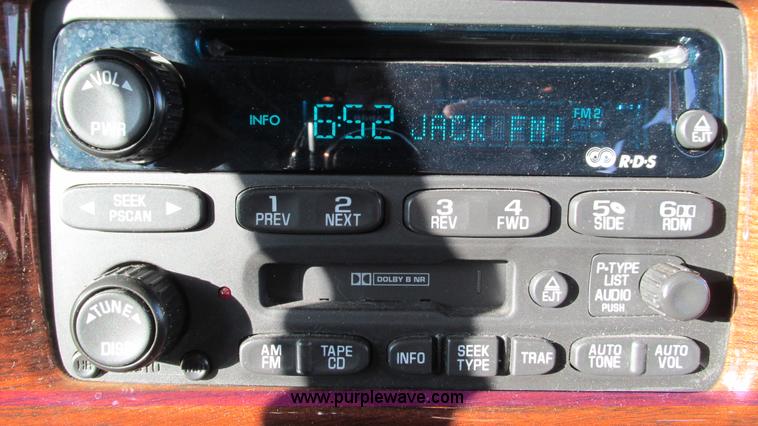 VOL
PWR
INFO
6:52
JACK FM!
FM2
EJT
R·D·S
SEEK
PSCAN
1
PREV
2
NEXT
3
REV
4
FWD
5
SIDE
6
RDM
DOLBY B NR
EJT
P-TYPE
LIST
AUDIO
PUSH
TUNE
DISP
AM
FM
TAPE
CD
INFO
SEEK
TYPE
TRAF
AUTO
TONE
AUTO
VOL
www.purplewave.com